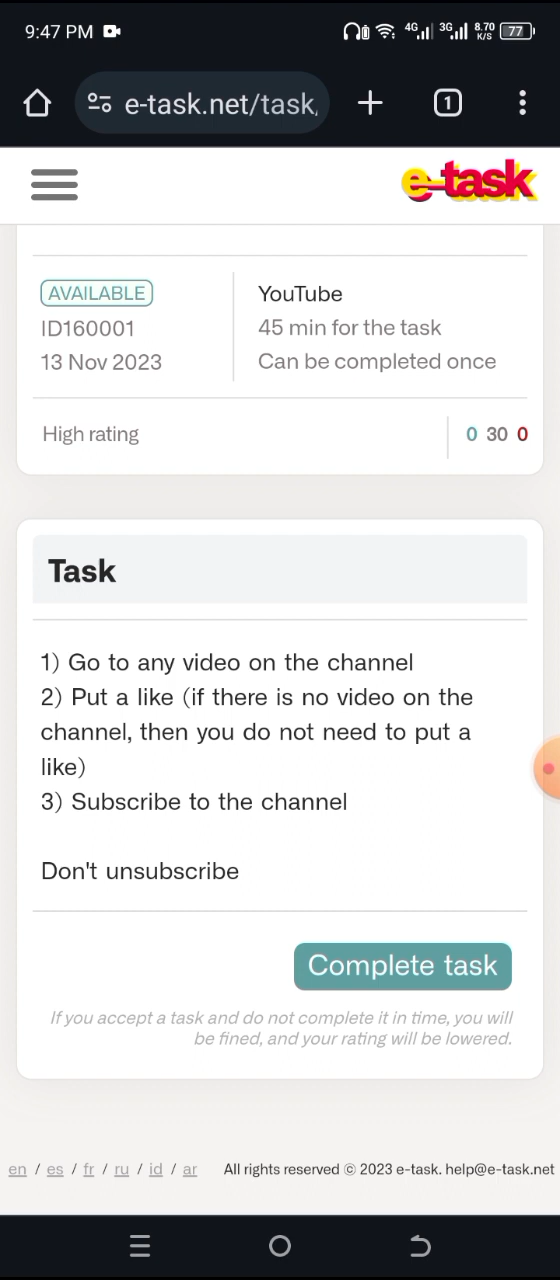 9:47 PM 4G 3G 8.70 K/S 77
e-task.net/task, 1
e-task
AVAILABLE
ID160001
13 Nov 2023
YouTube
45 min for the task
Can be completed once
High rating
0 30 0
Task
1) Go to any video on the channel
2) Put a like (if there is no video on the
channel, then you do not need to put a
like)
3) Subscribe to the channel
Don't unsubscribe
Complete task
If you accept a task and do not complete it in time, you will
be fined, and your rating will be lowered.
en / es / fr / ru / id / ar All rights reserved © 2023 e-task. help@e-task.net